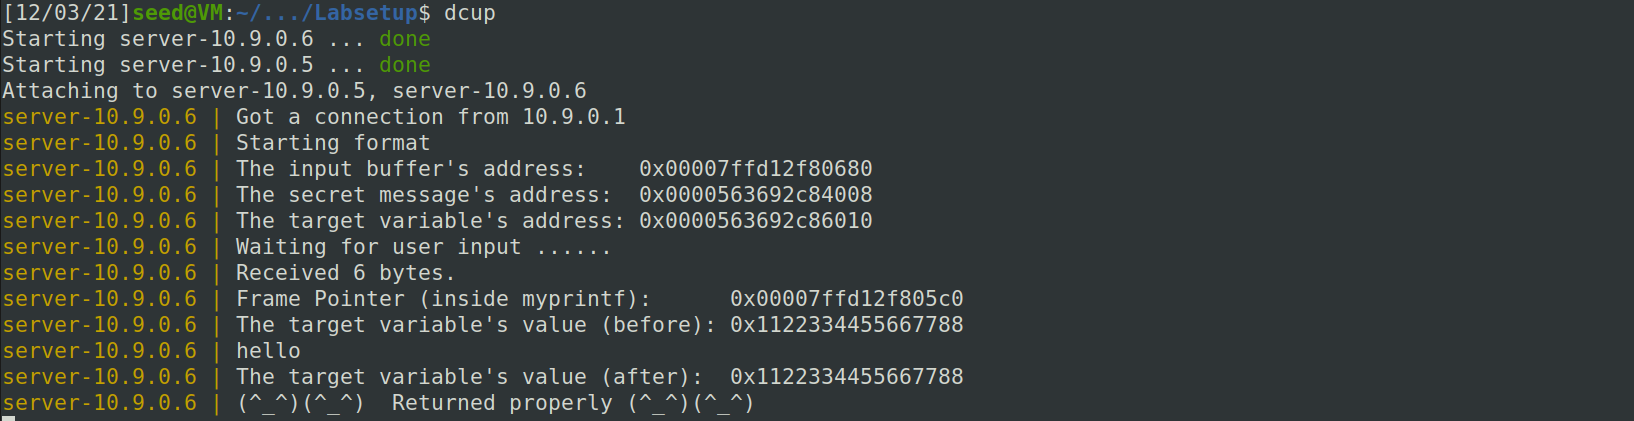 [12/03/21]seed@VM:~/.../Labsetup$ dcup
Starting server-10.9.0.6 ... done
Starting server-10.9.0.5 ... done
Attaching to server-10.9.0.5, server-10.9.0.6
server-10.9.0.6 | Got a connection from 10.9.0.1
server-10.9.0.6 | Starting format
server-10.9.0.6 | The input buffer's address:    0x00007ffd12f80680
server-10.9.0.6 | The secret message's address:  0x0000563692c84008
server-10.9.0.6 | The target variable's address: 0x0000563692c86010
server-10.9.0.6 | Waiting for user input ......
server-10.9.0.6 | Received 6 bytes.
server-10.9.0.6 | Frame Pointer (inside myprintf):      0x00007ffd12f805c0
server-10.9.0.6 | The target variable's value (before): 0x1122334455667788
server-10.9.0.6 | hello
server-10.9.0.6 | The target variable's value (after):  0x1122334455667788
server-10.9.0.6 | (^_^)(^_^)  Returned properly (^_^)(^_^)